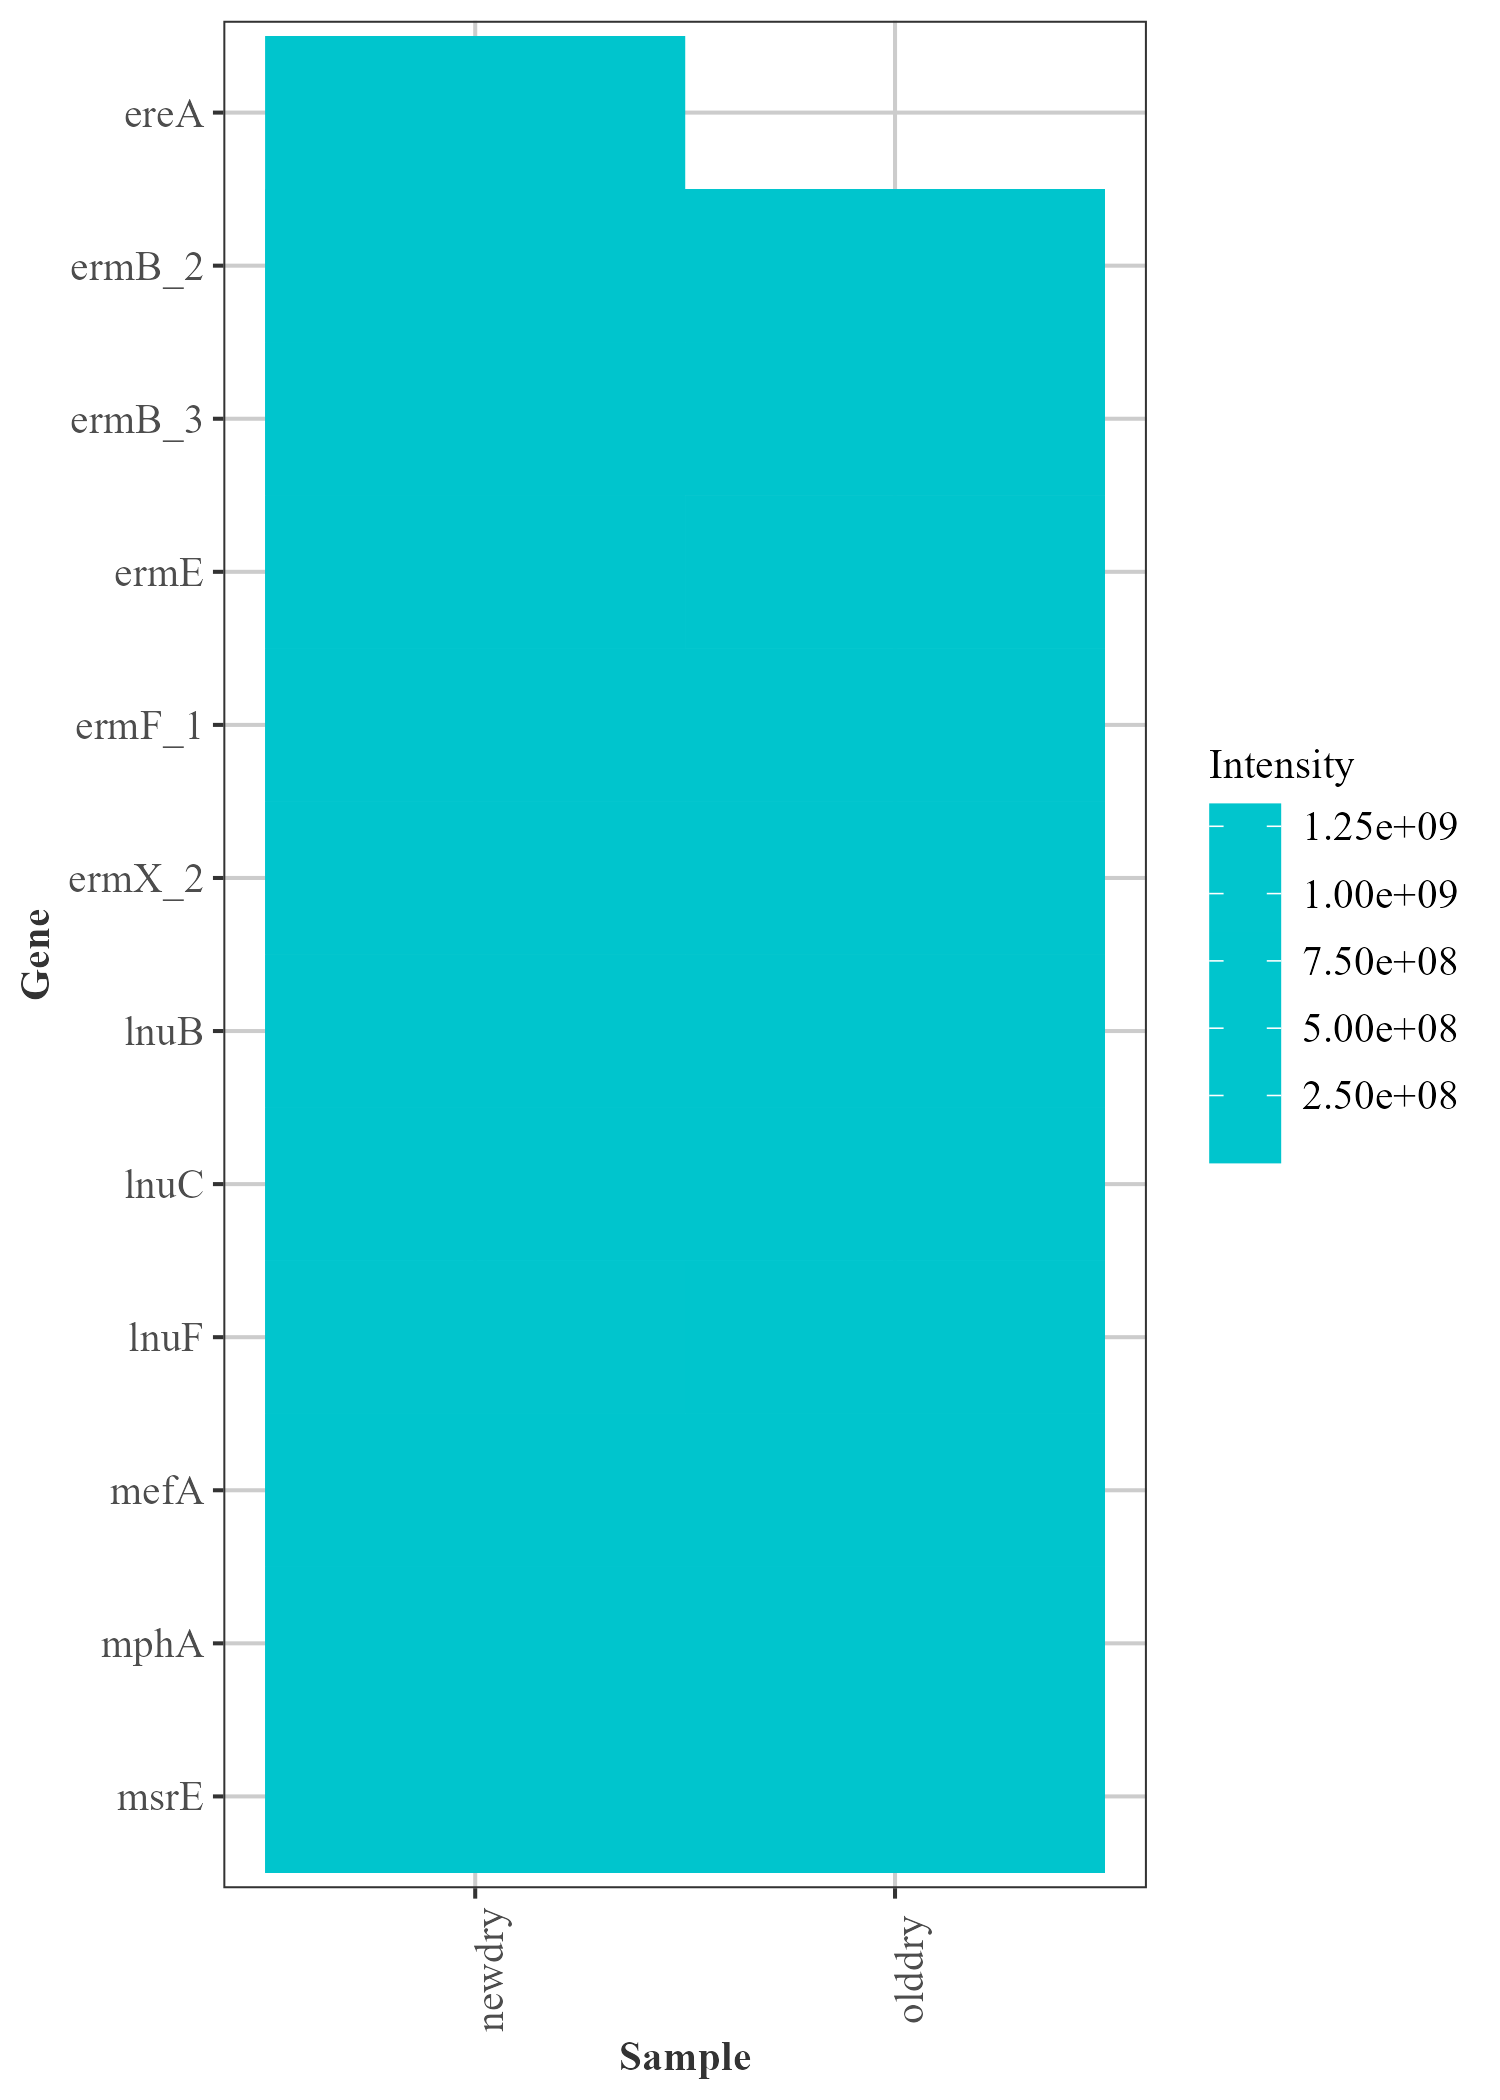 ereA
ermB_2
ermB_3
ermE
ermF_1
ermX_2
lnuB
lnuC
lnuF
mefA
mphA
msrE
Gene
newdry
olddry
Sample
Intensity
1.25e+09
1.00e+09
7.50e+08
5.00e+08
2.50e+08